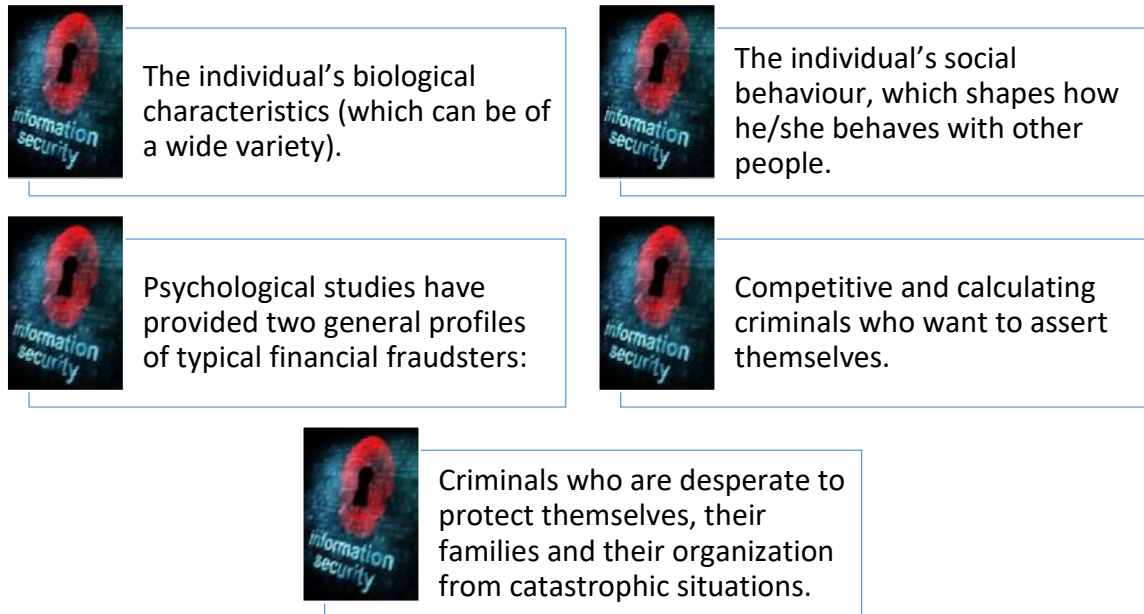 information
security
The individual’s biological
characteristics (which can be of
a wide variety).
information
security
The individual’s social
behaviour, which shapes how
he/she behaves with other
people.
information
security
Psychological studies have
provided two general profiles
of typical financial fraudsters:
information
security
Competitive and calculating
criminals who want to assert
themselves.
information
security
Criminals who are desperate to
protect themselves, their
families and their organization
from catastrophic situations.